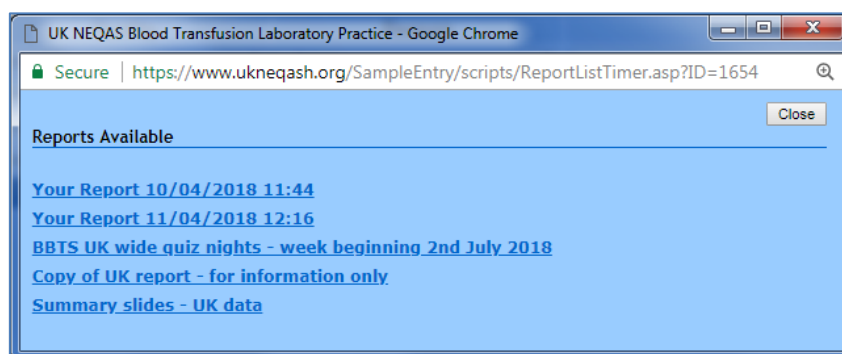 UK NEQAS Blood Transfusion Laboratory Practice - Google Chrome
Secure | https://www.ukneqash.org/SampleEntry/scripts/ReportListTimer.asp?ID=1654
Close
Reports Available
Your Report 10/04/2018 11:44
Your Report 11/04/2018 12:16
BBTS UK wide quiz nights - week beginning 2nd July 2018
Copy of UK report - for information only
Summary slides - UK data